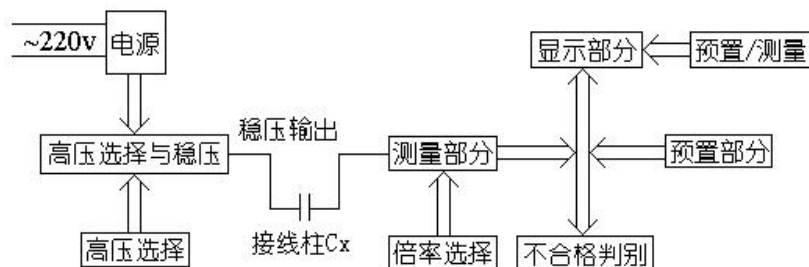 ~220v
电源
显示部分
预置/测量
稳压输出
高压选择与稳压
测量部分
预置部分
高压选择
接线柱Cx
倍率选择
不合格判别